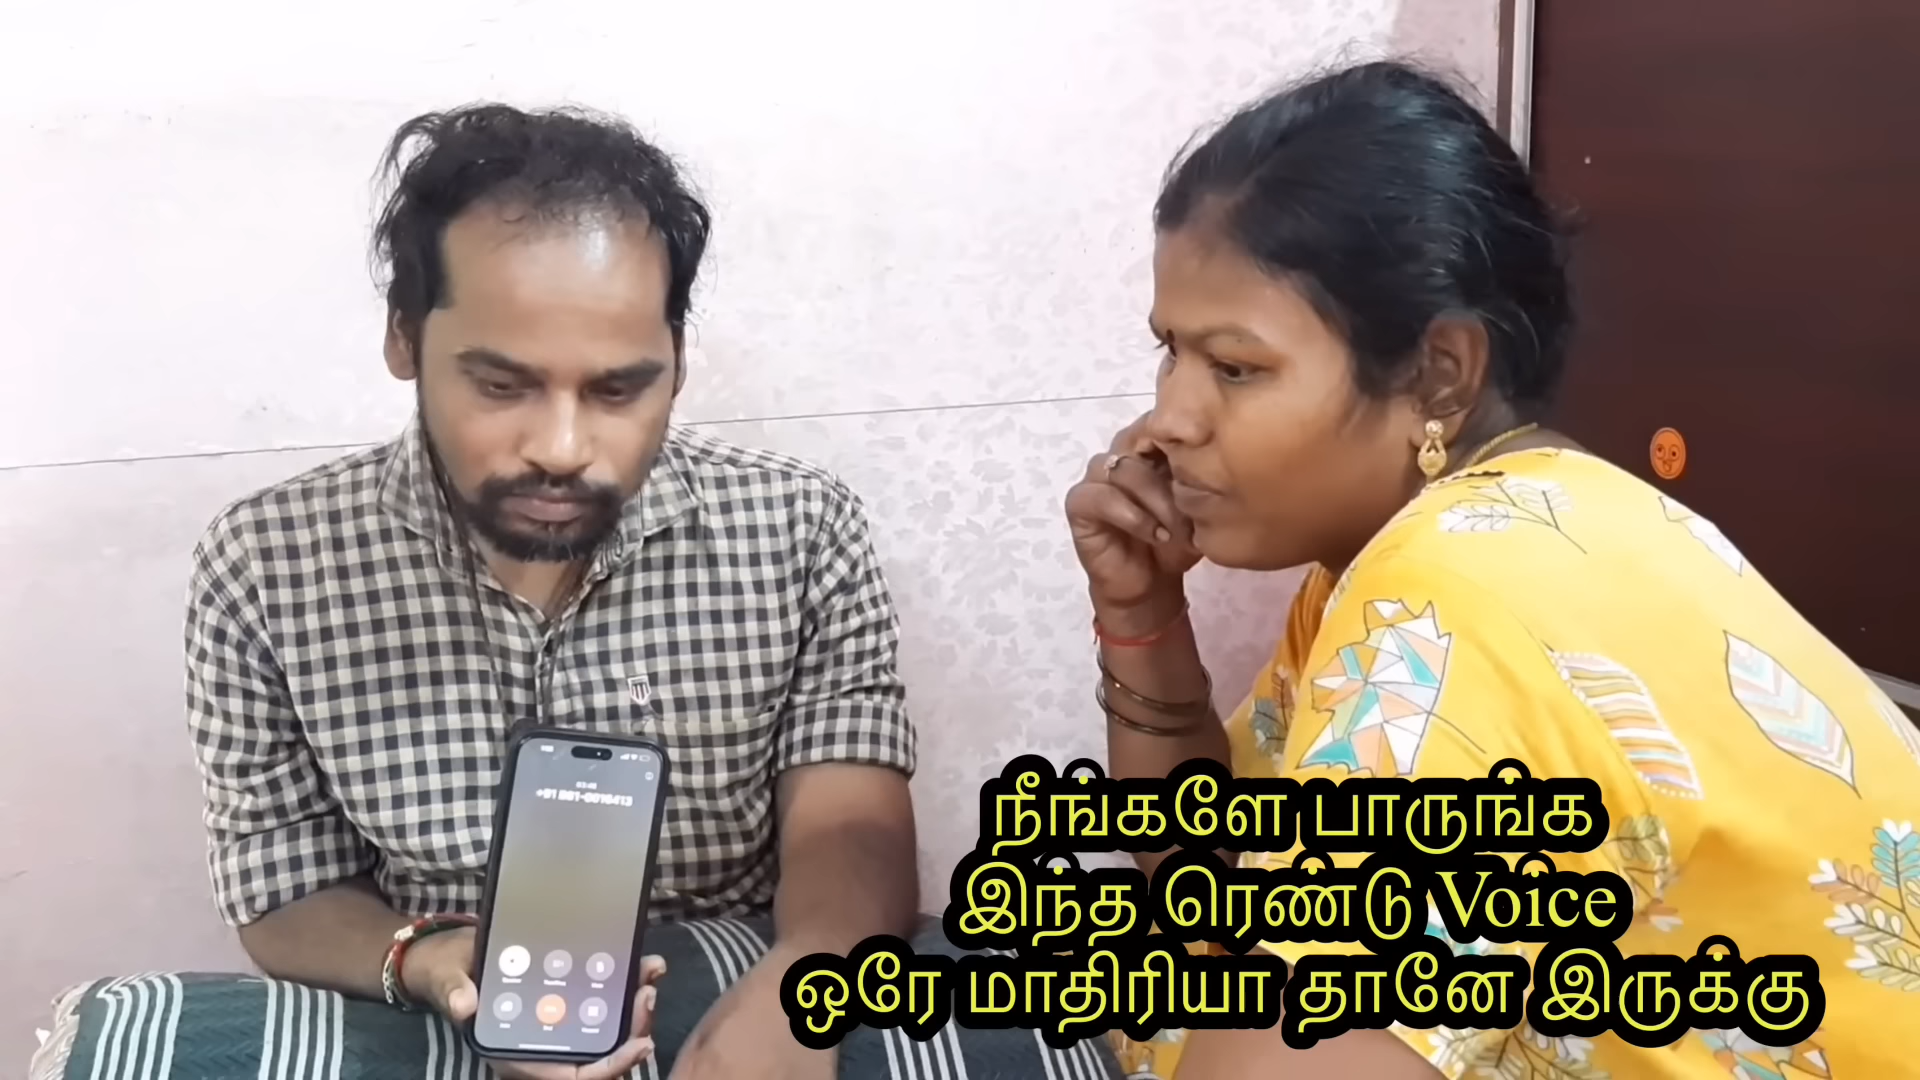 நீங்களே பாருங்க
இந்த ரெண்டு Voice
ஒரே மாதிரியா தானே இருக்கு